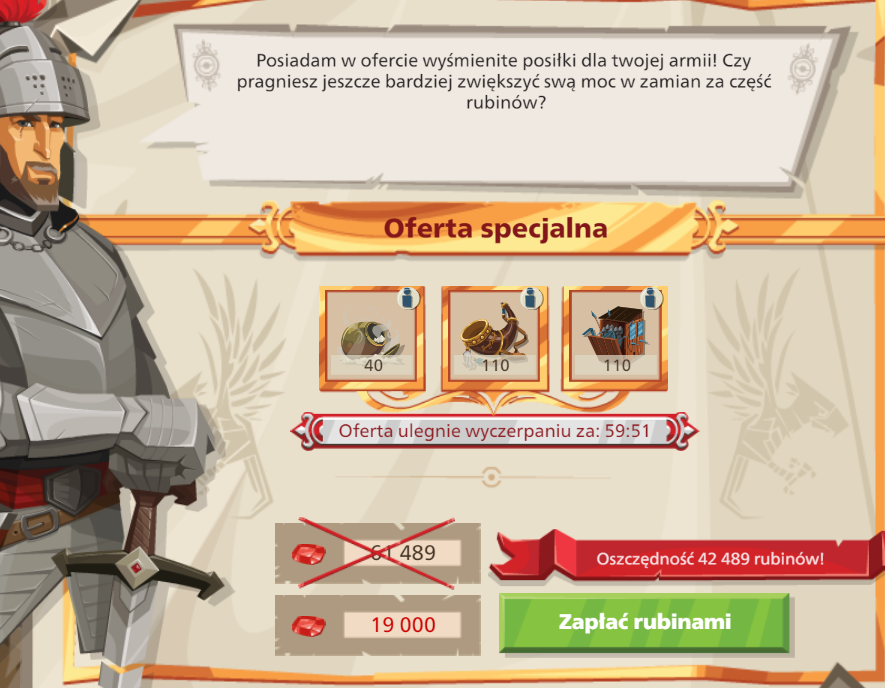 Posiadam w ofercie wyśmienite posiłki dla twojej armii! Czy
pragniesz jeszcze bardziej zwiększyć swą moc w zamian za część
rubinów?
Oferta specjalna
40
110
110
Oferta ulegnie wyczerpaniu za: 59:51
61 489
Oszczędność 42 489 rubinów!
19 000
Zapłać rubinami